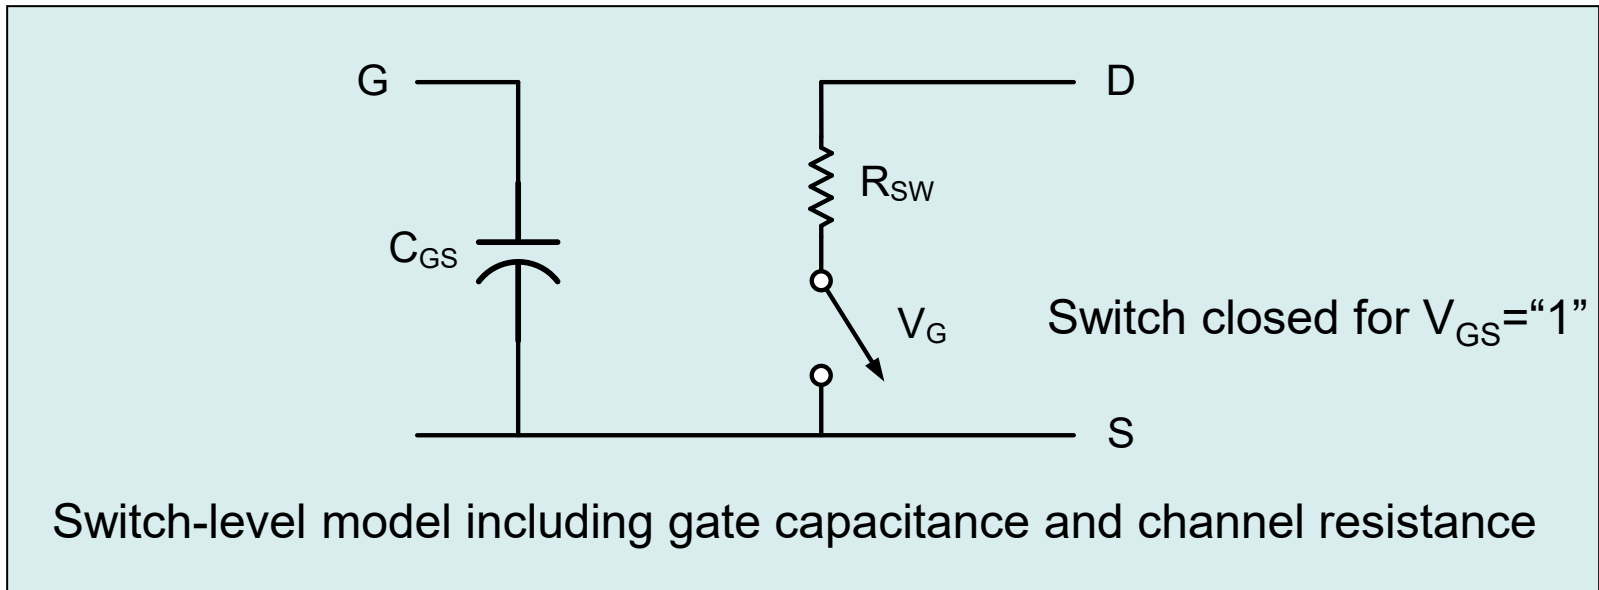 G
D
R_SW
C_GS
V_G
Switch closed for V_GS=“1”
S
Switch-level model including gate capacitance and channel resistance